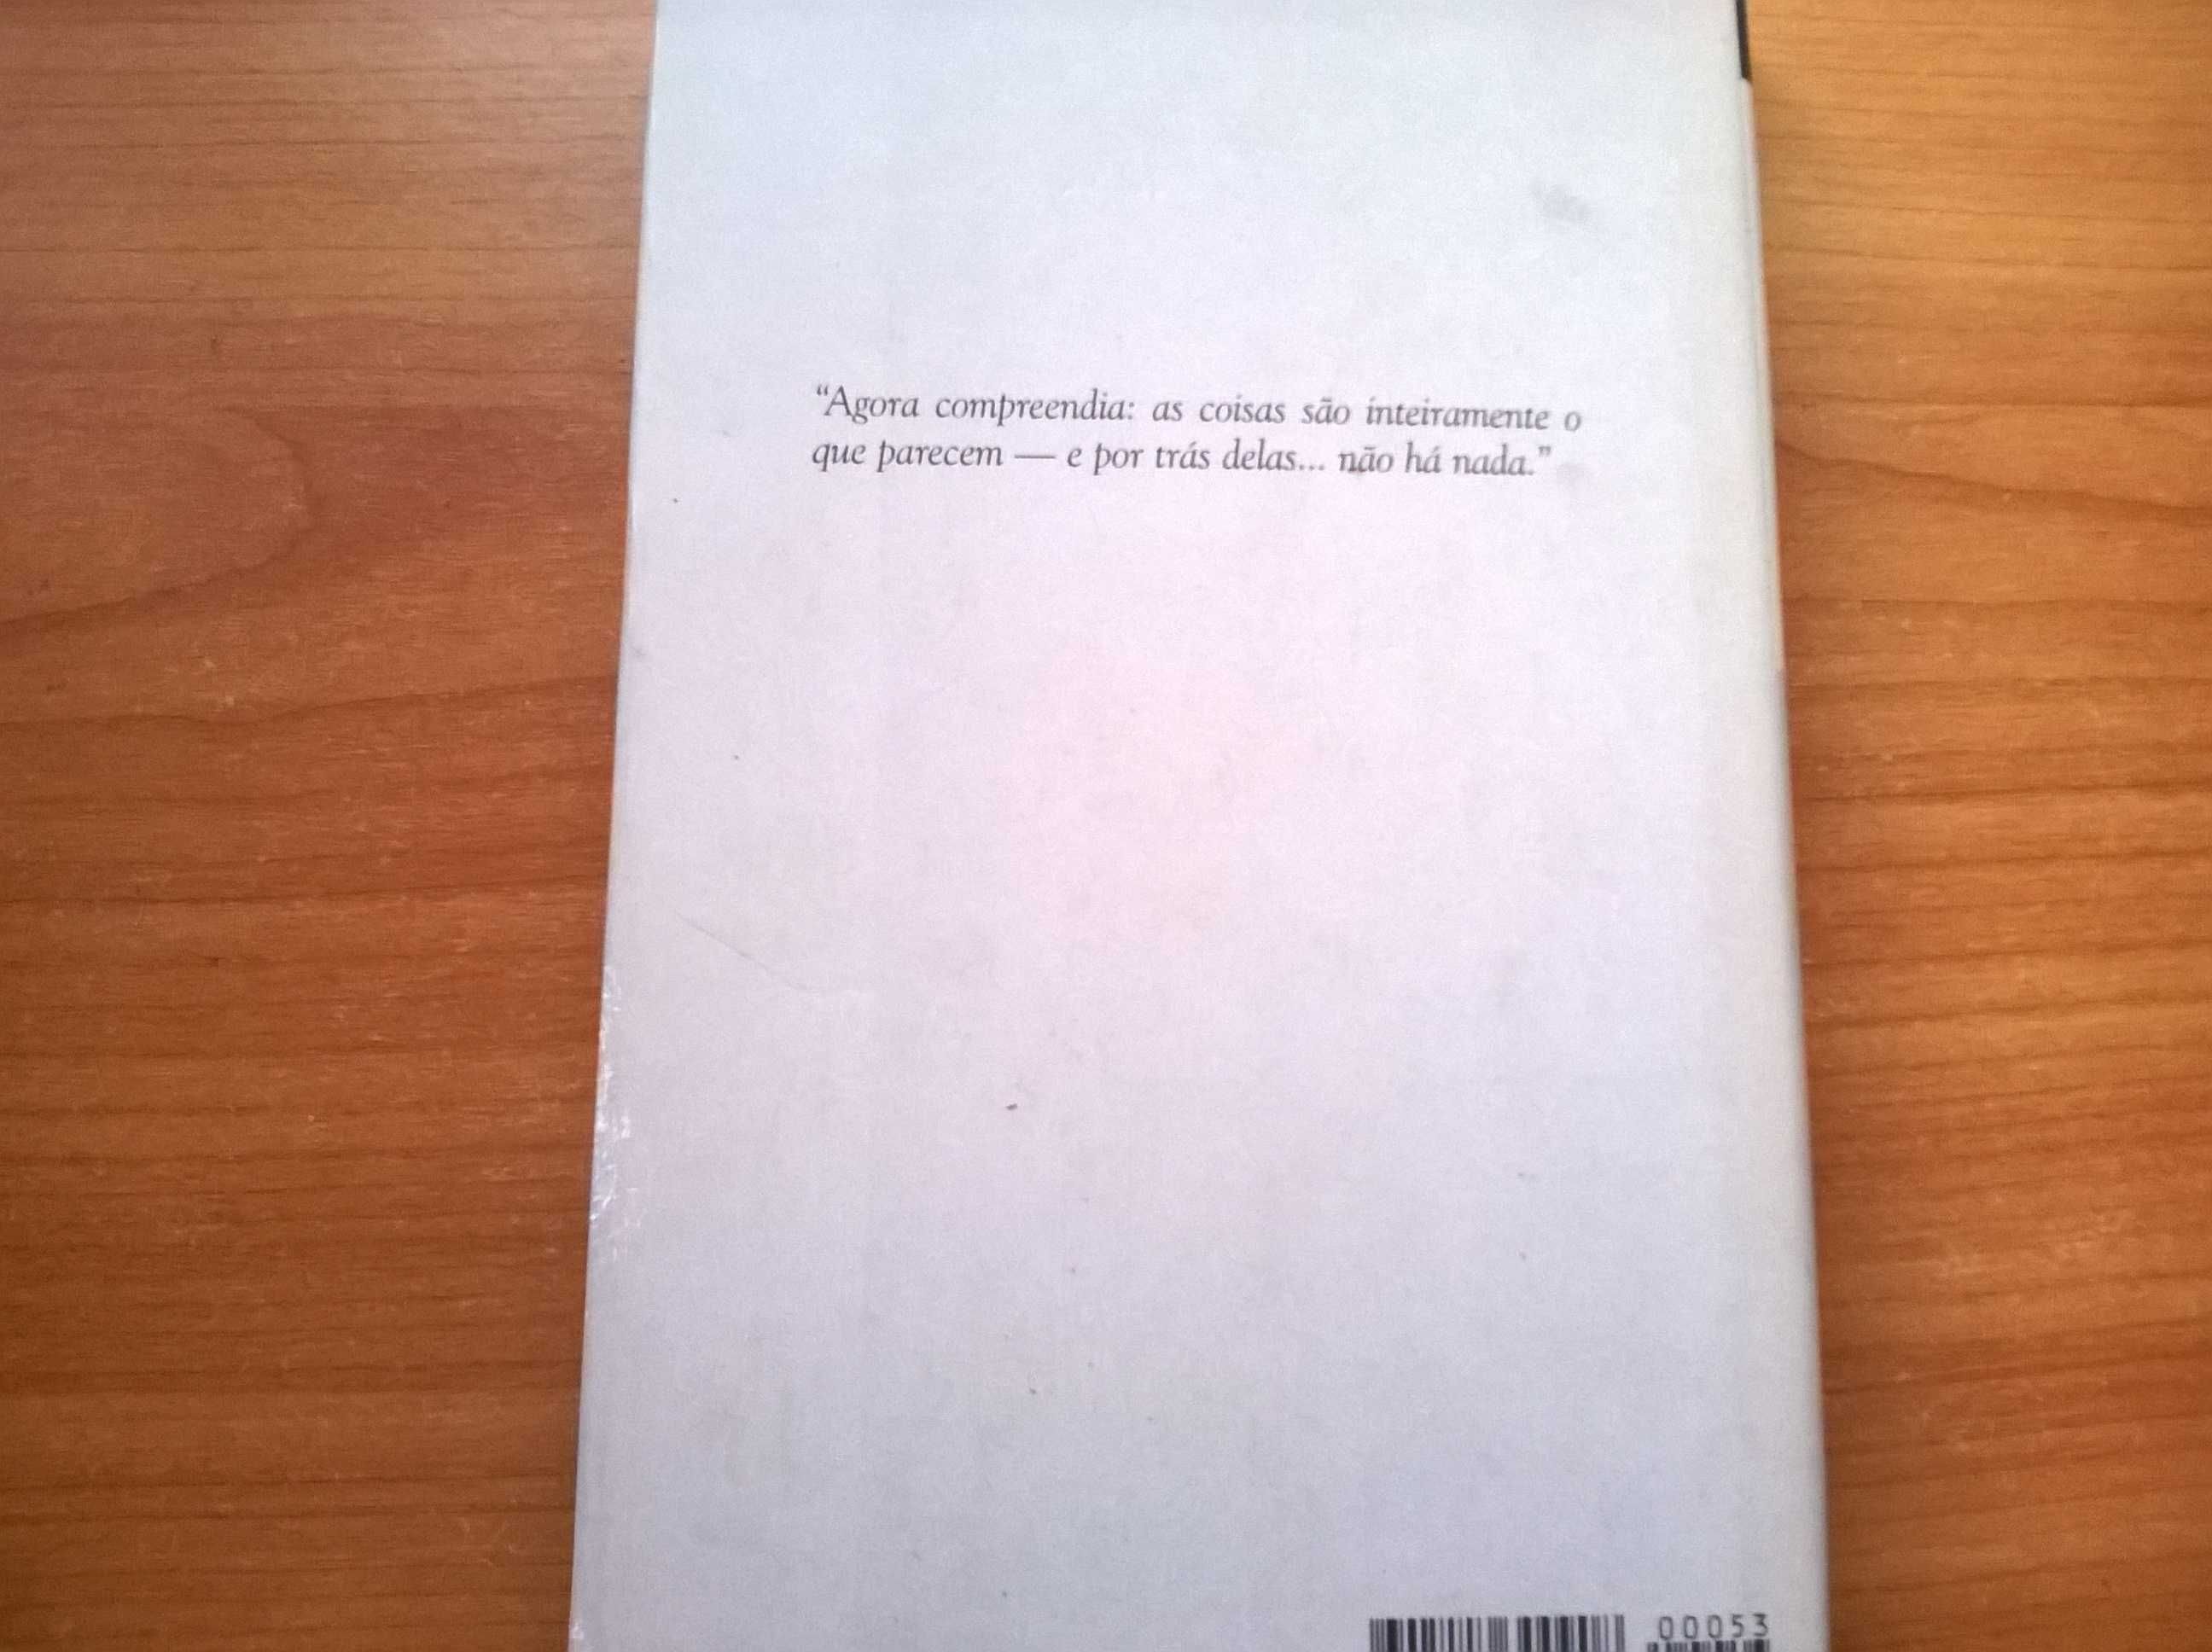 “Agora compreendia: as coisas são inteiramente o
que parecem — e por trás delas... não há nada.”
00053